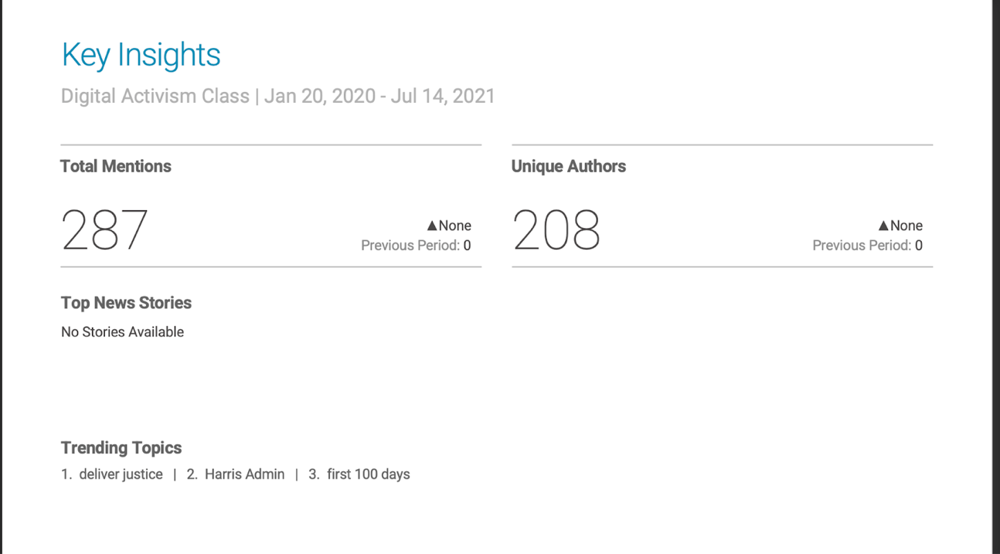 Key Insights
Digital Activism Class | Jan 20, 2020 - Jul 14, 2021
Total Mentions
287
▲None
Previous Period: 0
Unique Authors
208
▲None
Previous Period: 0
Top News Stories
No Stories Available
Trending Topics
1. deliver justice | 2. Harris Admin | 3. first 100 days